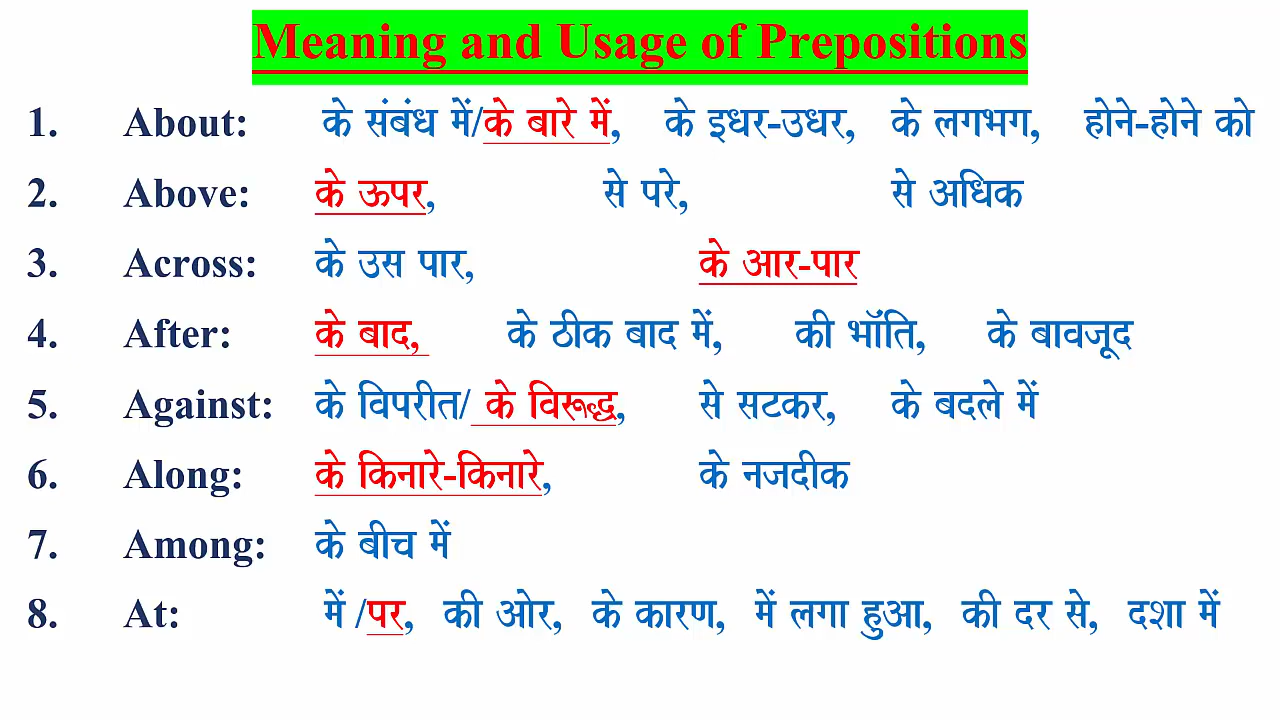 Meaning and Usage of Prepositions
1. About: के संबंध में/के बारे में, के इधर-उधर, के लगभग, होने-होने को
2. Above: के ऊपर, से परे, से अधिक
3. Across: के उस पार, के आर-पार
4. After: के बाद, के ठीक बाद में, की भॉंति, के बावजूद
5. Against: के विपरीत/ के विरूद्ध, से सटकर, के बदले में
6. Along: के किनारे-किनारे, के नजदीक
7. Among: के बीच में
8. At: में /पर, की ओर, के कारण, में लगा हुआ, की दर से, दशा में